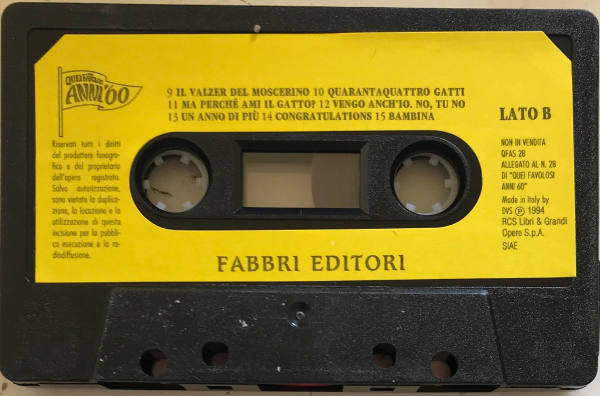 QUEI FAVOLOSI
ANNI '60
9 IL VALZER DEL MOSCERINO 10 QUARANTAQUATTRO GATTI
11 MA PERCHÉ AMI IL GATTO? 12 VENGO ANCH'IO. NO, TU NO
13 UN ANNO DI PIÙ 14 CONGRATULATIONS 15 BAMBINA
LATO B
Riservati tutti i diritti
del produttore fonogra-
fico e del proprietario
dell'opera registrata.
Salvo autorizzazione,
sono vietate la duplica-
zione, la locazione e la
utilizzazione di questa
incisione per la pubbli-
ca esecuzione e la ra-
diodiffusione.
NON IN VENDITA
QFAS 28
ALLEGATO AL N. 28
DI "QUEI FAVOLOSI
ANNI 60"
Made in Italy by
DVS Ⓟ 1994
RCS Libri & Grandi
Opere S.p.A.
SIAE
FABBRI EDITORI